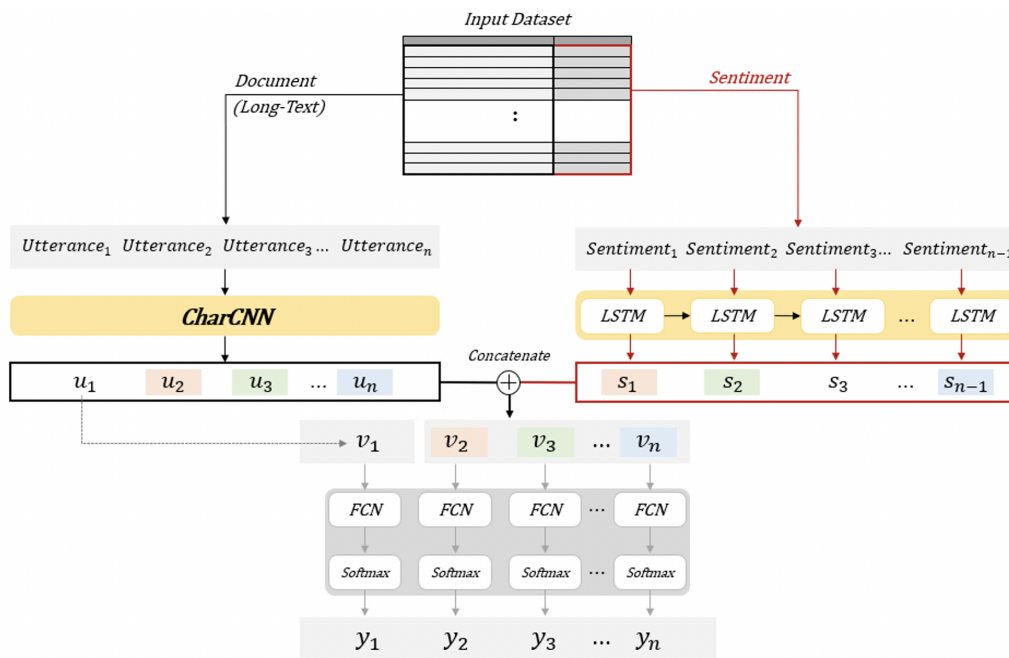 Input Dataset
Document
(Long-Text)
Sentiment
:
Utterance₁ Utterance₂ Utterance₃ … Utteranceₙ
Sentiment₁ Sentiment₂ Sentiment₃… Sentimentₙ₋₁
CharCNN
LSTM LSTM LSTM … LSTM
Concatenate
u₁ u₂ u₃ … uₙ
s₁ s₂ s₃ … sₙ₋₁
v₁ v₂ v₃ … vₙ
FCN FCN FCN … FCN
Softmax Softmax Softmax … Softmax
y₁ y₂ y₃ … yₙ